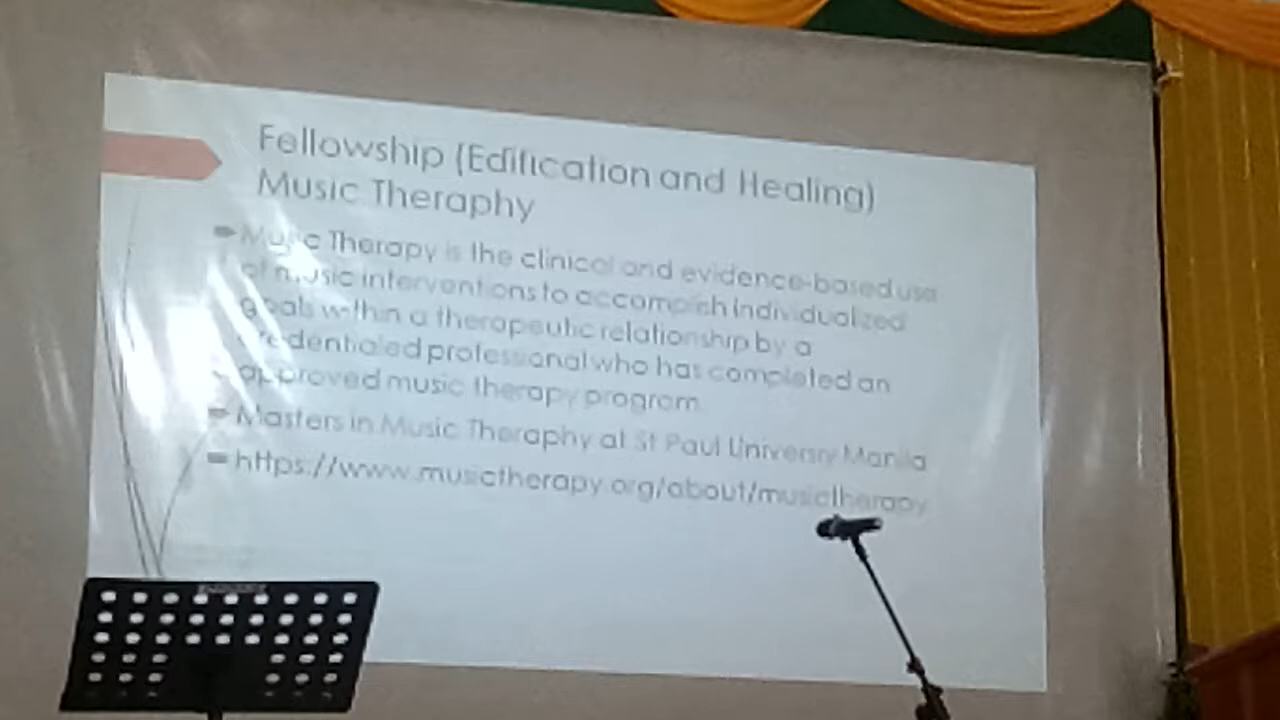 Fellowship (Edification and Healing)
Music Theraphy
Music Therapy is the clinical and evidence-based use
of music interventions to accomplish individualized
goals within a therapeutic relationship by a
credentialed professional who has completed an
approved music therapy program.
Masters in Music Theraphy at St Paul University Manila
https://www.musictherapy.org/about/musictherapy